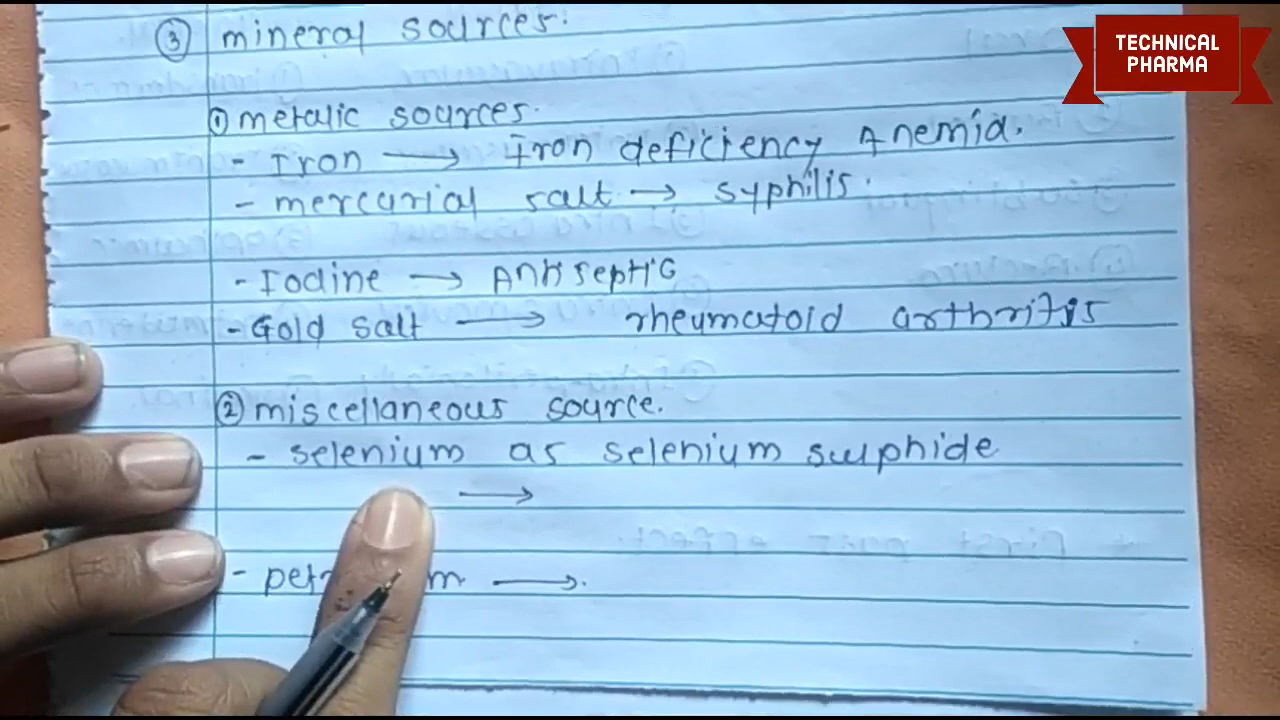 ③ mineral sources.
TECHNICAL
PHARMA
① metalic sources.
- Iron → Iron deficiency Anemia.
- mercurial salt → syphilis.
- Iodine → Antiseptic
- Gold salt → rheumatoid arthritis
② miscellaneous source.
- selenium as selenium sulphide
→
- →.